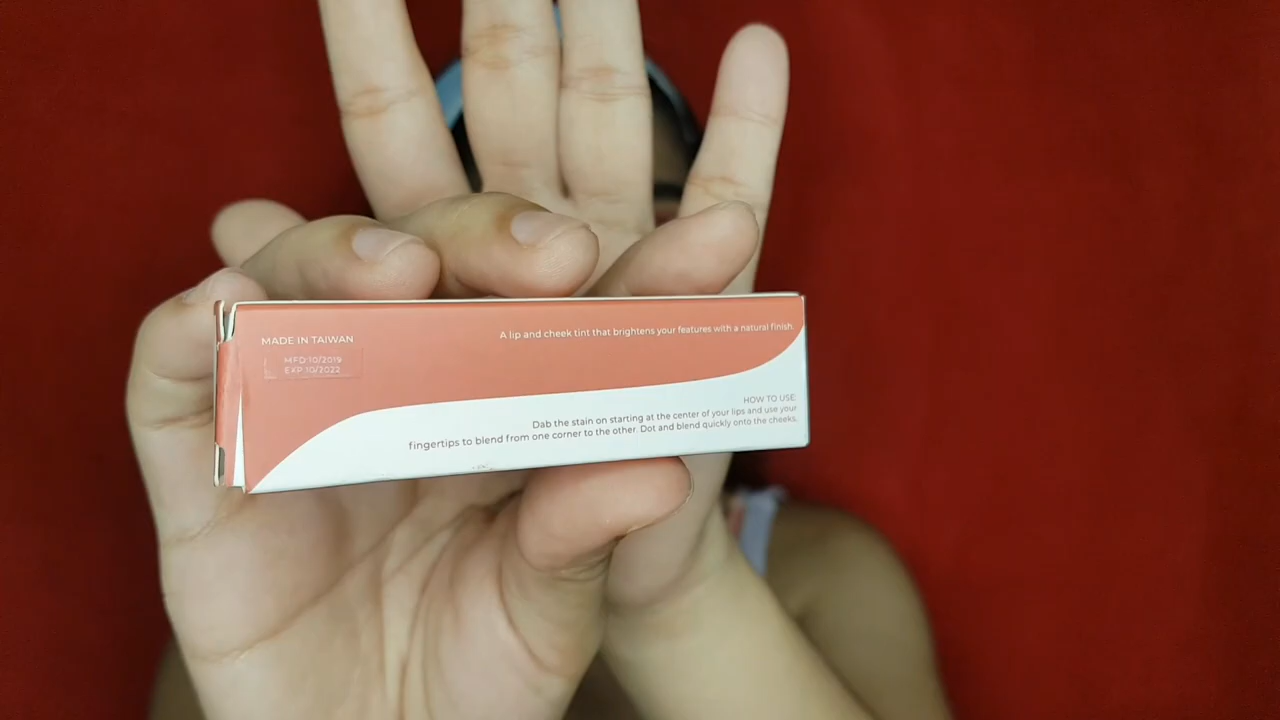 MADE IN TAIWAN
MFD:10/2019
EXP:10/2022
A lip and cheek tint that brightens your features with a natural finish.
HOW TO USE:
Dab the stain on starting at the center of your lips and use your
fingertips to blend from one corner to the other. Dot and blend quickly onto the cheeks.